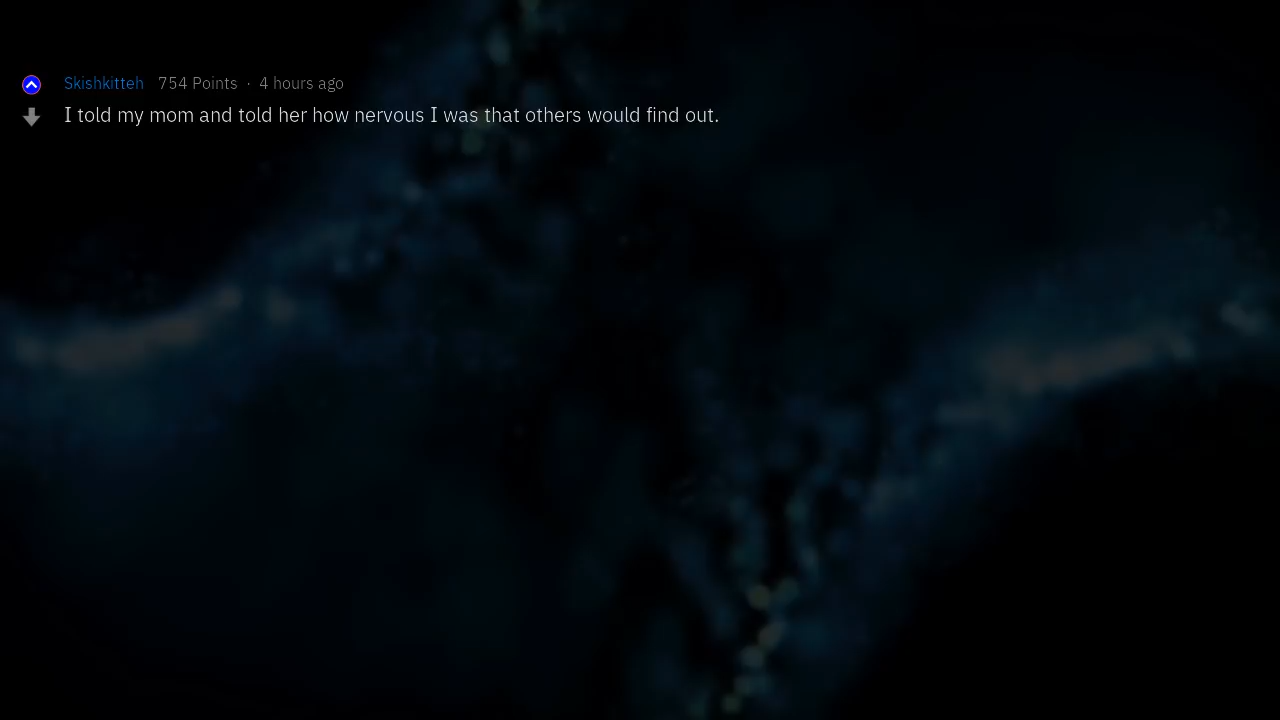 Skishkitteh 754 Points · 4 hours ago
I told my mom and told her how nervous I was that others would find out.